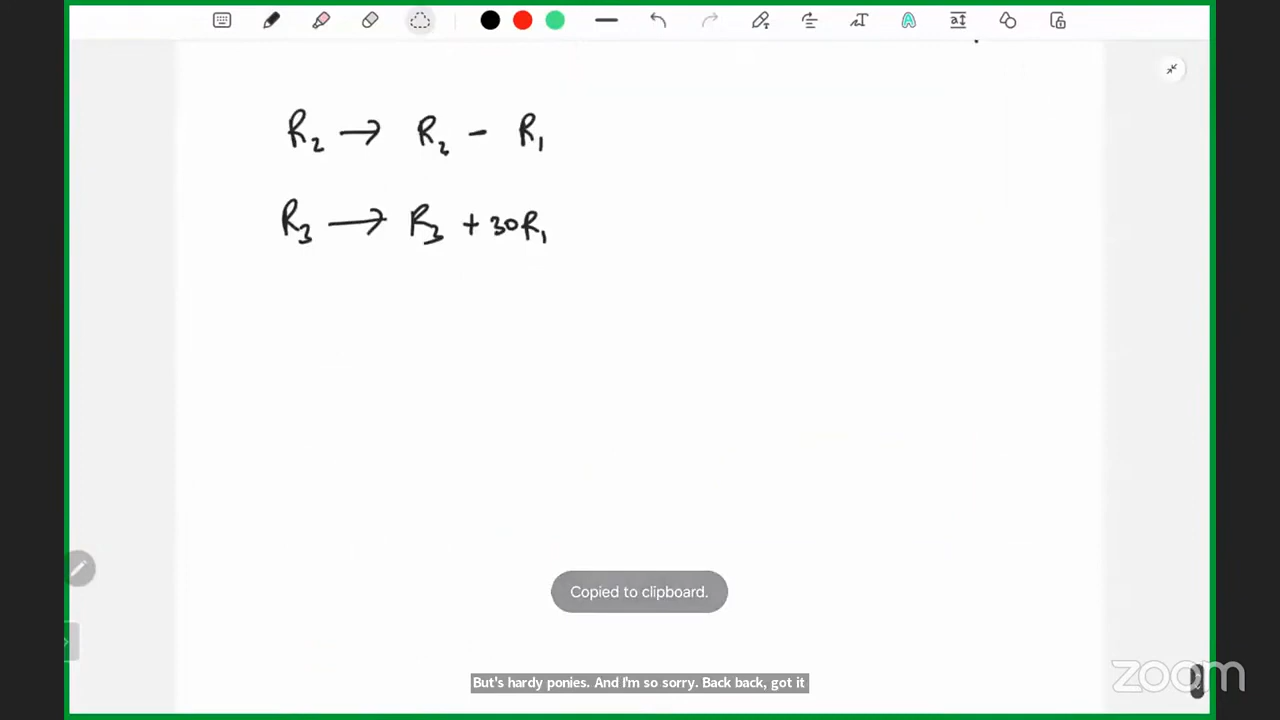 R₂ → R₂ - R₁
R₃ → R₃ + 30R₁
Copied to clipboard.
But's hardy ponies. And I'm so sorry. Back back, got it
zoom